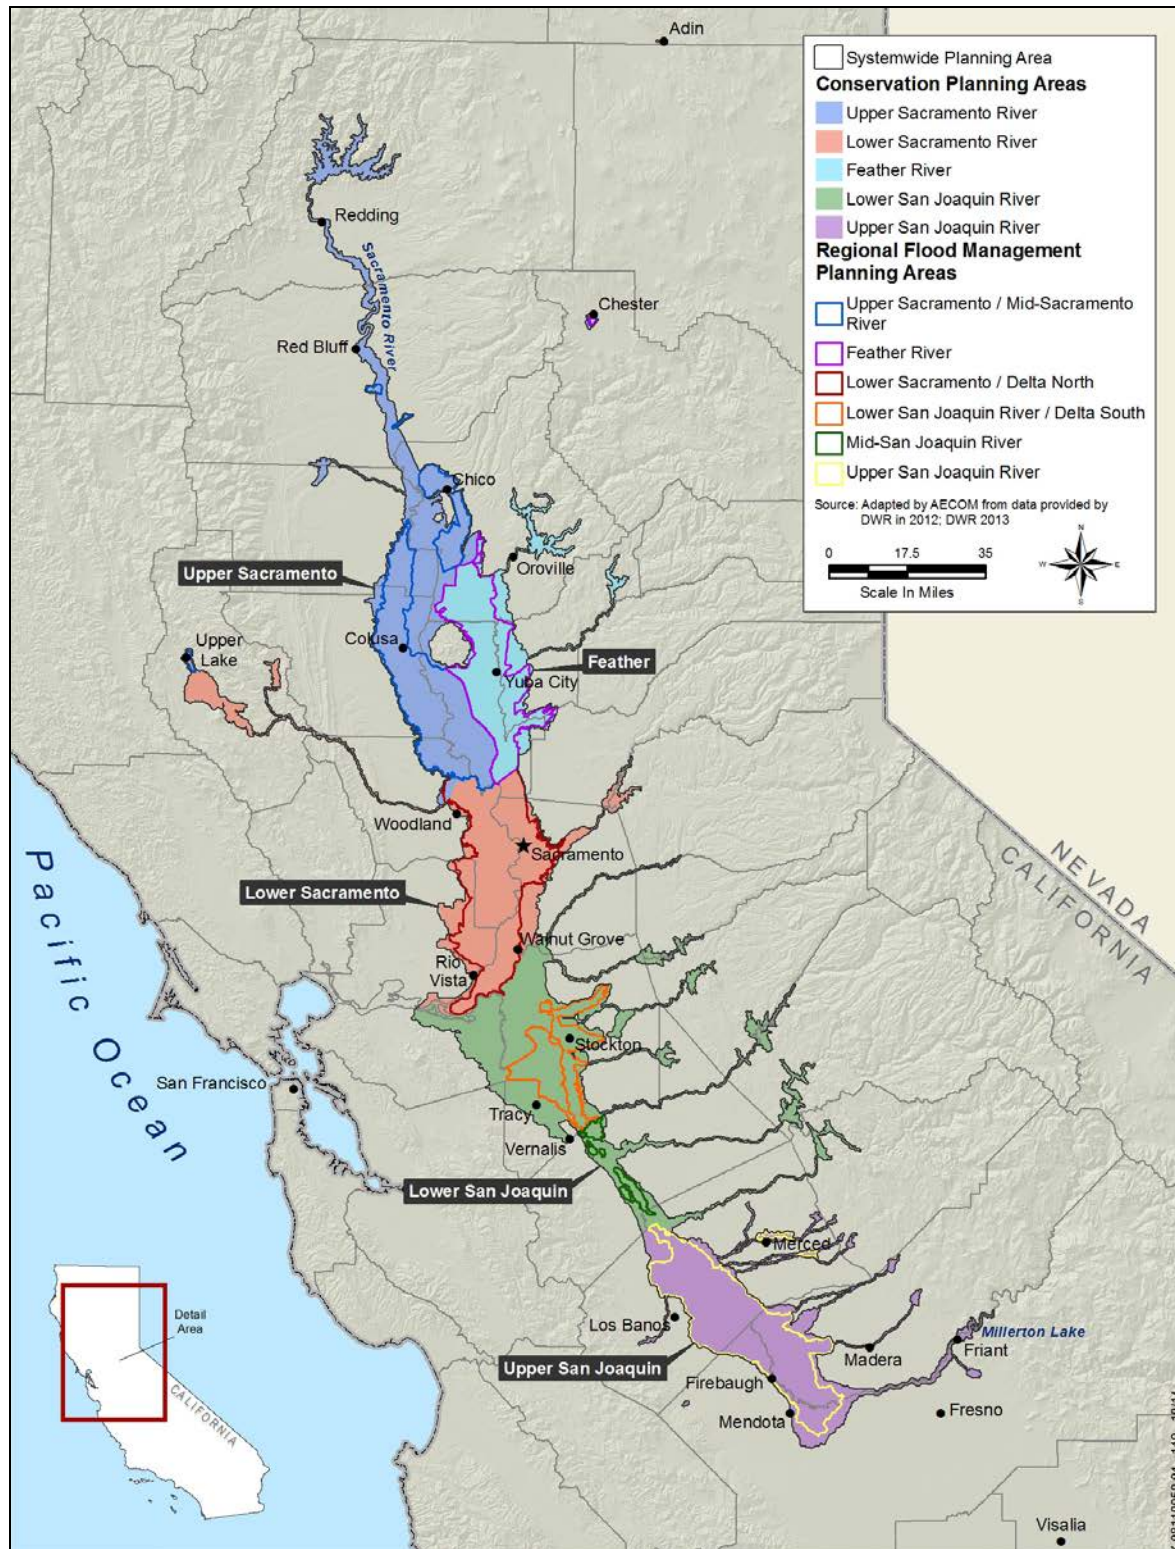 Adin
Systemwide Planning Area
Conservation Planning Areas
Upper Sacramento River
Lower Sacramento River
Feather River
Lower San Joaquin River
Upper San Joaquin River
Regional Flood Management
Planning Areas
Upper Sacramento / Mid-Sacramento
River
Feather River
Lower Sacramento / Delta North
Lower San Joaquin River / Delta South
Mid-San Joaquin River
Upper San Joaquin River
Source: Adapted by AECOM from data provided by
DWR in 2012; DWR 2013
0 17.5 35
Scale In Miles
N
W
E
S
Redding
Sacramento River
Chester
Red Bluff
Chico
Oroville
Upper Sacramento
Colusa
Upper
Lake
Feather
Yuba City
Woodland
Sacramento
NEVADA
CALIFORNIA
Lower Sacramento
Walnut Grove
Rio
Vista
Pacific Ocean
Stockton
San Francisco
Tracy
Vernalis
Lower San Joaquin
Merced
Los Banos
Millerton Lake
Friant
Madera
Upper San Joaquin
Firebaugh
Mendota
Fresno
Detail
Area
CALIFORNIA
Visalia